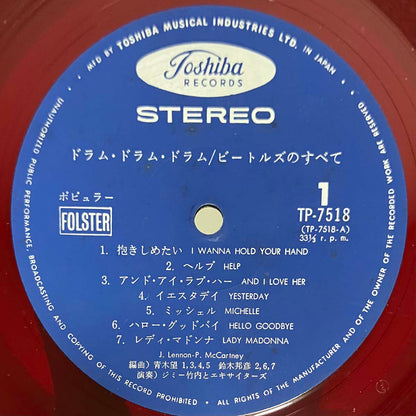 MFD BY TOSHIBA MUSICAL INDUSTRIES LTD. IN JAPAN
ALL RIGHTS OF THE MANUFACTURER AND OF THE OWNER OF THE RECORDED WORK ARE RESERVED
UNAUTHORIZED PUBLIC PERFORMANCE, BROADCASTING AND COPYING OF THIS RECORD PROHIBITED
Toshiba
RECORDS
STEREO
ドラム・ドラム・ドラム/ビートルズのすべて
ポピュラー
FOLSTER
1
TP-7518
(TP-7518-A)
33⅓ r. p. m.
1. 抱きしめたい I WANNA HOLD YOUR HAND
2. ヘルプ HELP
3. アンド・アイ・ラブ・ハー AND I LOVE HER
4. イエスタデイ YESTERDAY
5. ミッシェル MICHELLE
6. ハロー・グッドバイ HELLO GOODBYE
7. レディ・マドンナ LADY MADONNA
J. Lennon-P. McCartney
編曲) 青木望 1,3,4,5 鈴木邦彦 2,6,7
演奏) ジミー竹内とエキサイターズ